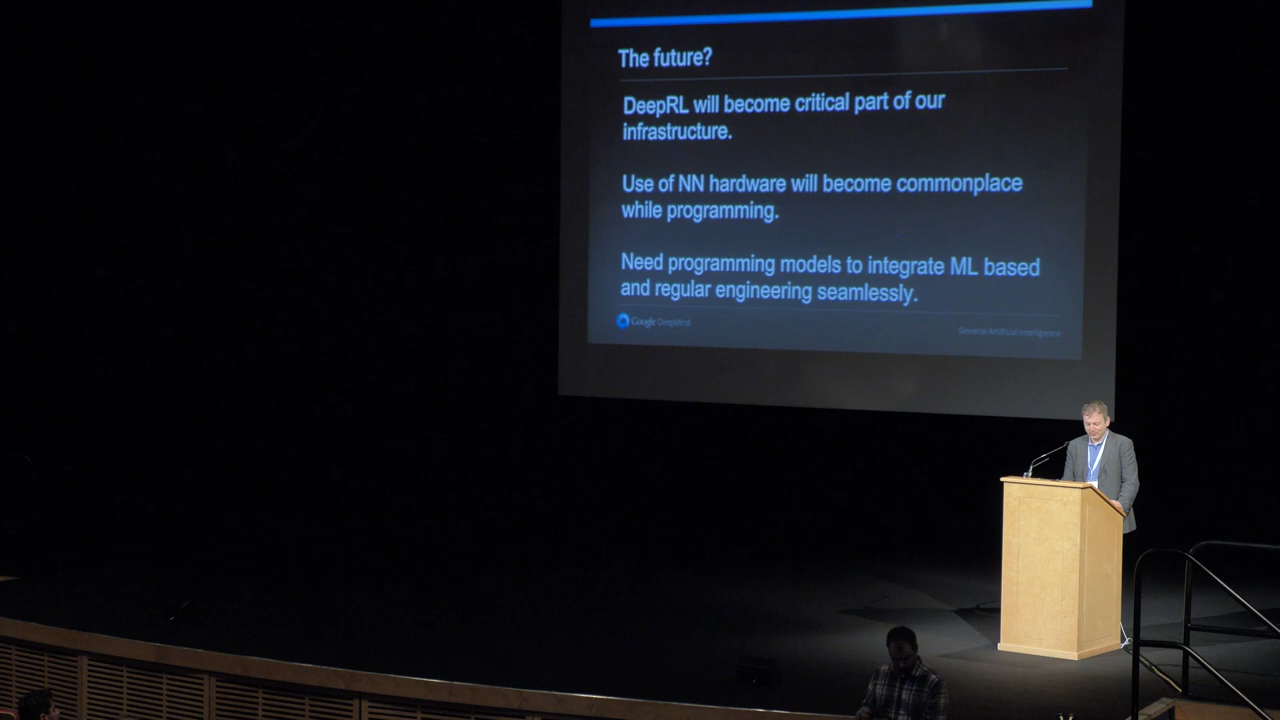 The future?
DeepRL will become critical part of our
infrastructure.
Use of NN hardware will become commonplace
while programming.
Need programming models to integrate ML based
and regular engineering seamlessly.
Google DeepMind
General Artificial Intelligence